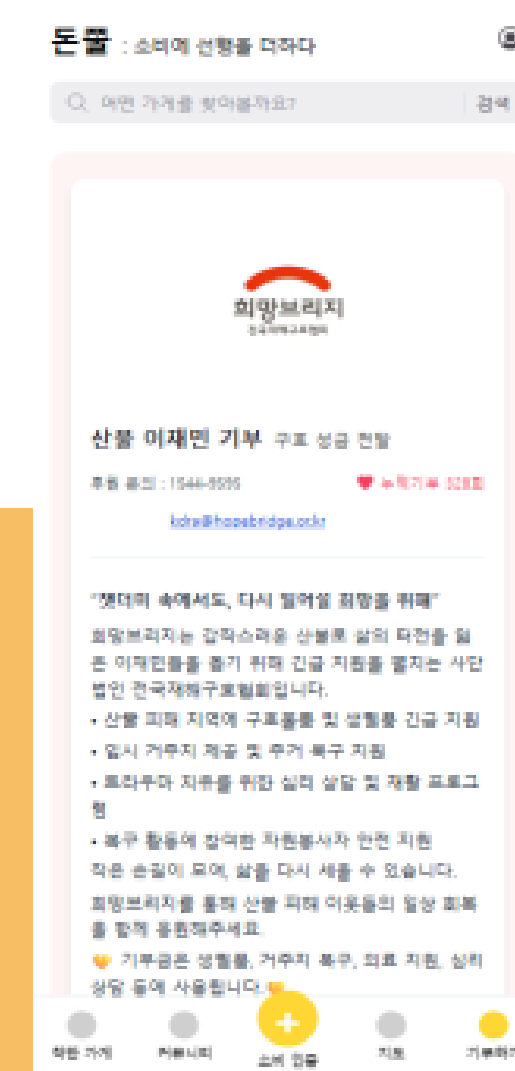 돈쭐 : 소비에 선행을 더하다
어떤 가게를 찾아볼까요?
검색
희망브리지
전국재해구호협회
산불 이재민 기부 구호 성금 전달
후원 문의 : 1544-9595
누적기부
kdra@hopebridge.or.kr
"잿더미 속에서도, 다시 일어설 희망을 위해"
희망브리지는 갑작스러운 산불로 삶의 터전을 잃
은 이재민들을 돕기 위해 긴급 지원을 펼치는 사단
법인 전국재해구호협회입니다.
• 산불 피해 지역에 구호물품 및 생필품 긴급 지원
• 임시 거주지 제공 및 주거 복구 지원
• 트라우마 치유를 위한 심리 상담 및 재활 프로그
램
• 복구 활동에 참여한 자원봉사자 안전 지원
작은 손길이 모여, 삶을 다시 세울 수 있습니다.
희망브리지를 통해 산불 피해 이웃들의 일상 회복
을 함께 응원해주세요.
🧡 기부금은 생필품, 거주지 복구, 의료 지원, 심리
상담 등에 사용됩니다.🧡
착한 가게
커뮤니티
소비 인증
지도
기부하기